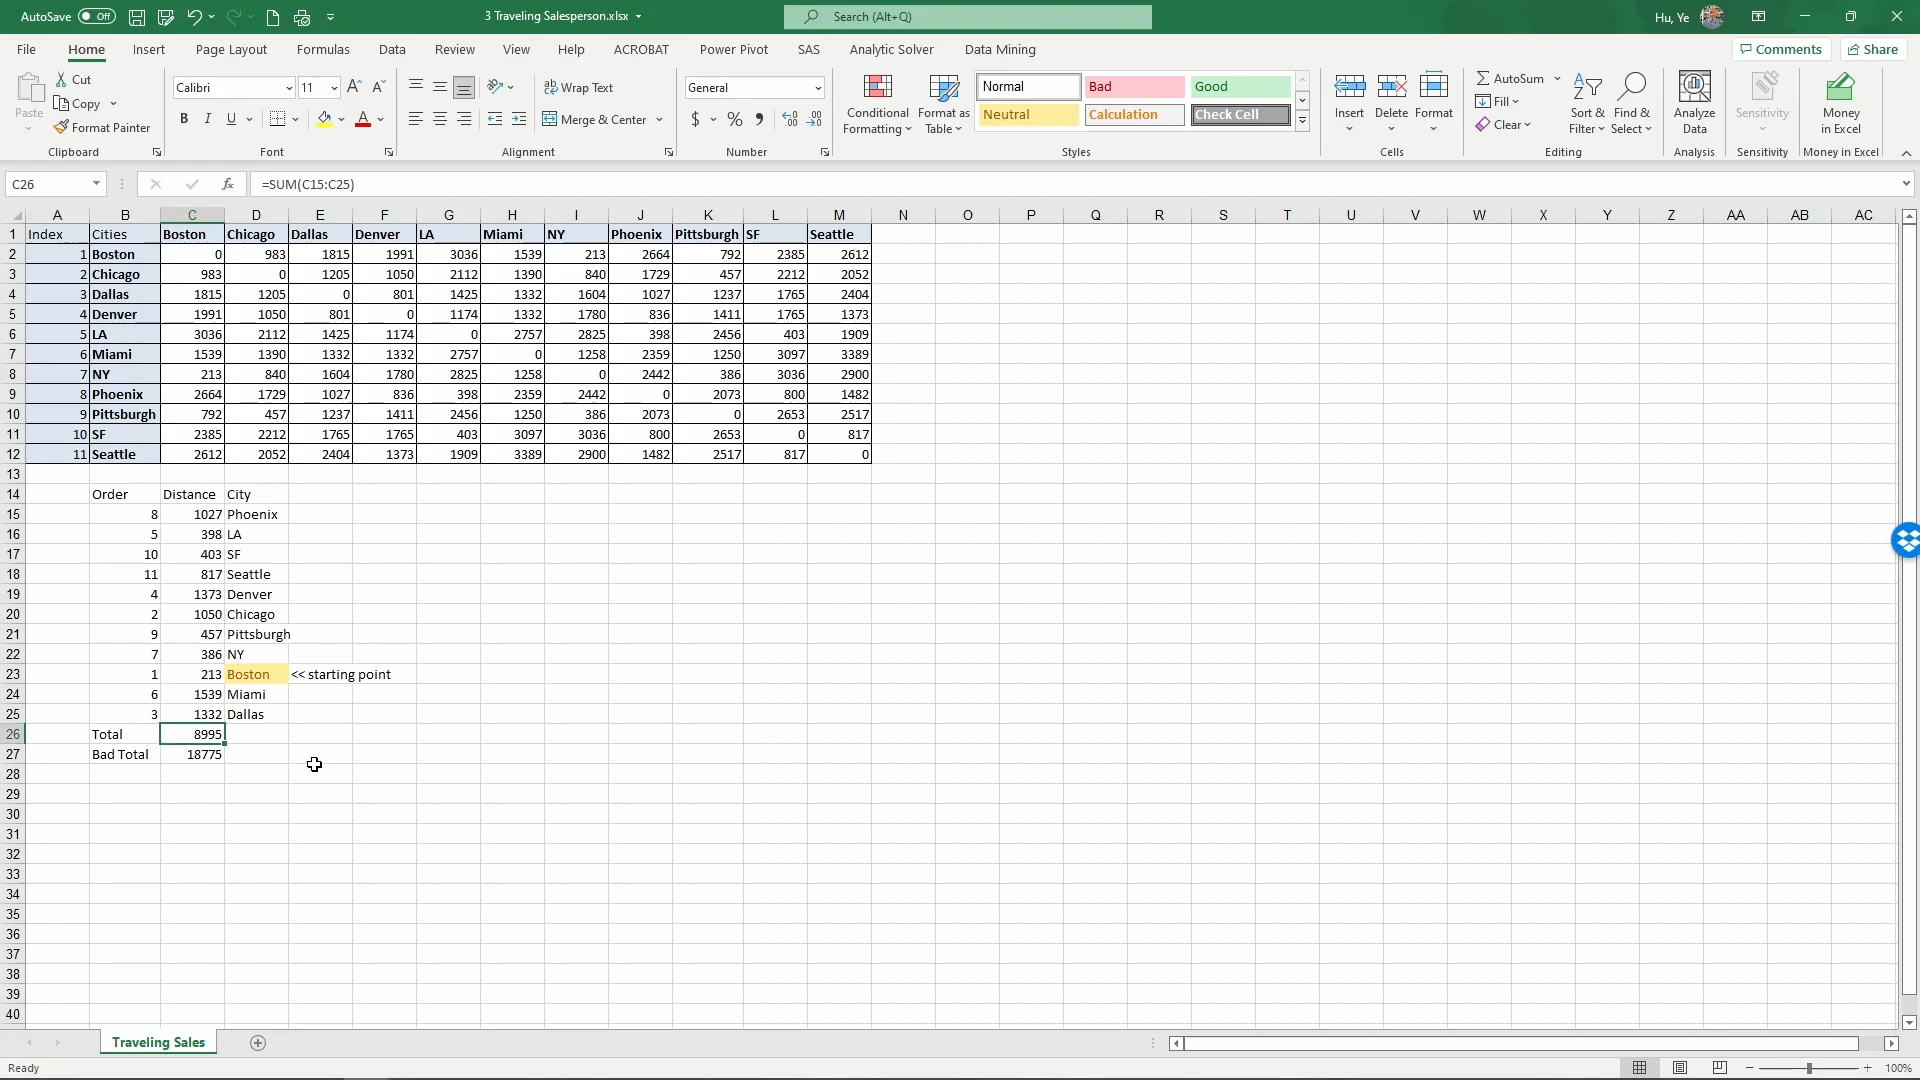 AutoSave Off 3 Traveling Salesperson.xlsx Search (Alt+Q) Hu, Ye
File Home Insert Page Layout Formulas Data Review View Help ACROBAT Power Pivot SAS Analytic Solver Data Mining Comments Share
Paste Cut Copy Format Painter
Calibri 11
B I U
Wrap Text
Merge & Center
General
$ % 9
Conditional Formatting Format as Table
Normal Bad Good
Neutral Calculation Check Cell
Insert Delete Format
AutoSum Fill Clear
Sort & Filter Find & Select
Analyze Data
Sensitivity
Money in Excel
Clipboard Font Alignment Number Styles Cells Editing Analysis Sensitivity Money in Excel
C26 fx =SUM(C15:C25)
A B C D E F G H I J K L M N O P Q R S T U V W X Y Z AA AB AC
1 Index Cities Boston Chicago Dallas Denver LA Miami NY Phoenix Pittsburgh SF Seattle
2 1 Boston 0 983 1815 1991 3036 1539 213 2664 792 2385 2612
3 2 Chicago 983 0 1205 1050 2112 1390 840 1729 457 2212 2052
4 3 Dallas 1815 1205 0 801 1425 1332 1604 1027 1237 1765 2404
5 4 Denver 1991 1050 801 0 1174 1332 1780 836 1411 1765 1373
6 5 LA 3036 2112 1425 1174 0 2757 2825 398 2456 403 1909
7 6 Miami 1539 1390 1332 1332 2757 0 1258 2359 1250 3097 3389
8 7 NY 213 840 1604 1780 2825 1258 0 2442 386 3036 2900
9 8 Phoenix 2664 1729 1027 836 398 2359 2442 0 2073 800 1482
10 9 Pittsburgh 792 457 1237 1411 2456 1250 386 2073 0 2653 2517
11 10 SF 2385 2212 1765 1765 403 3097 3036 800 2653 0 817
12 11 Seattle 2612 2052 2404 1373 1909 3389 2900 1482 2517 817 0
13
14 Order Distance City
15 8 1027 Phoenix
16 5 398 LA
17 10 403 SF
18 11 817 Seattle
19 4 1373 Denver
20 2 1050 Chicago
21 9 457 Pittsburgh
22 7 386 NY
23 1 213 Boston << starting point
24 6 1539 Miami
25 3 1332 Dallas
26 Total 8995
27 Bad Total 18775
28
29
30
31
32
33
34
35
36
37
38
39
40
Traveling Sales
Ready 100%